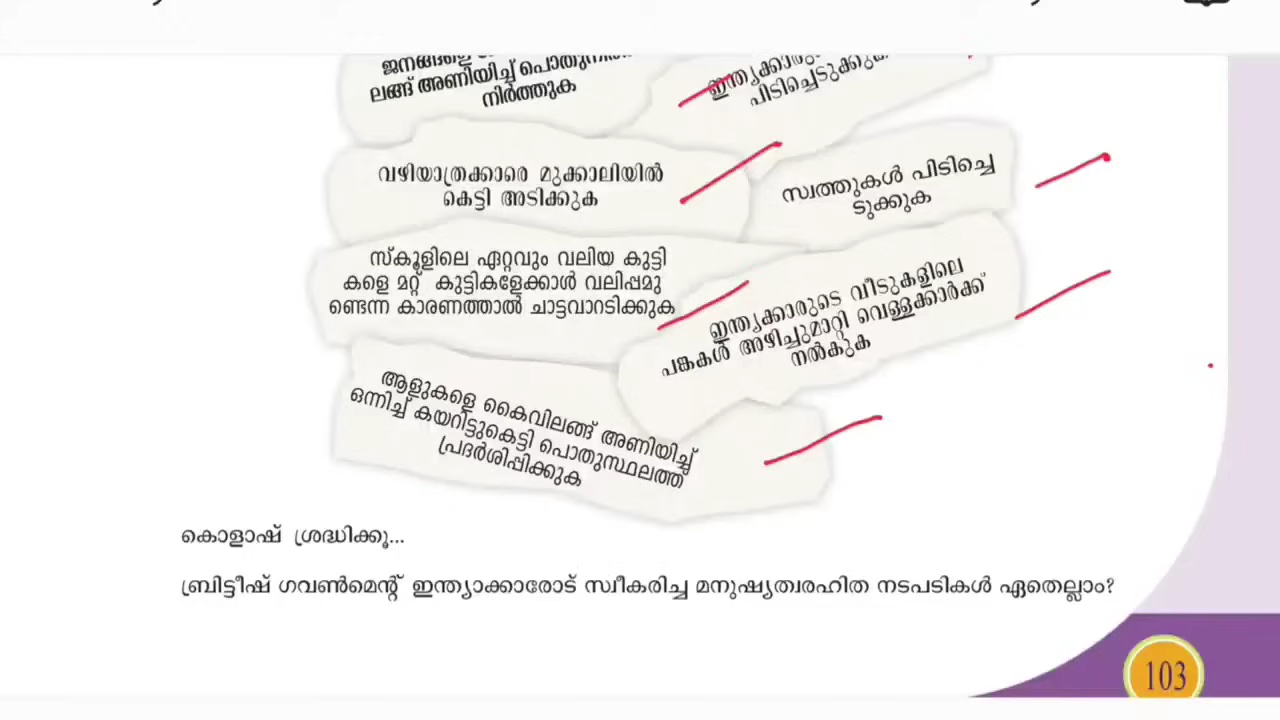 ലങ്ങ് അണിയിച്ച് 
നിർത്തുക
ഇന്ത്യക്കാരുടെ
പിടിച്ചെടുക്കുക
വഴിയാത്രക്കാരെ മുക്കാലിയിൽ
കെട്ടി അടിക്കുക
സ്വത്തുകൾ പിടിച്ചെ
ടുക്കുക
സ്കൂളിലെ ഏറ്റവും വലിയ കുട്ടി
കളെ മറ്റ് കുട്ടികളേക്കാൾ വലിപ്പമു
ണ്ടെന്ന കാരണത്താൽ ചാട്ടവാറടിക്കുക
ഇന്ത്യക്കാരുടെ വീടുകളിലെ
പങ്കകൾ അഴിച്ചുമാറ്റി വെള്ളക്കാർക്ക്
നൽകുക
ആളുകളെ കൈവിലങ്ങ് അണിയിച്ച്
ഒന്നിച്ച് കയറിട്ടുകെട്ടി പൊതുസ്ഥലത്ത്
പ്രദർശിപ്പിക്കുക
കൊളാഷ് ശ്രദ്ധിക്കൂ...
ബ്രിട്ടീഷ് ഗവൺമെന്റ് ഇന്ത്യാക്കാരോട് സ്വീകരിച്ച മനുഷ്യത്വരഹിത നടപടികൾ ഏതെല്ലാം?
103